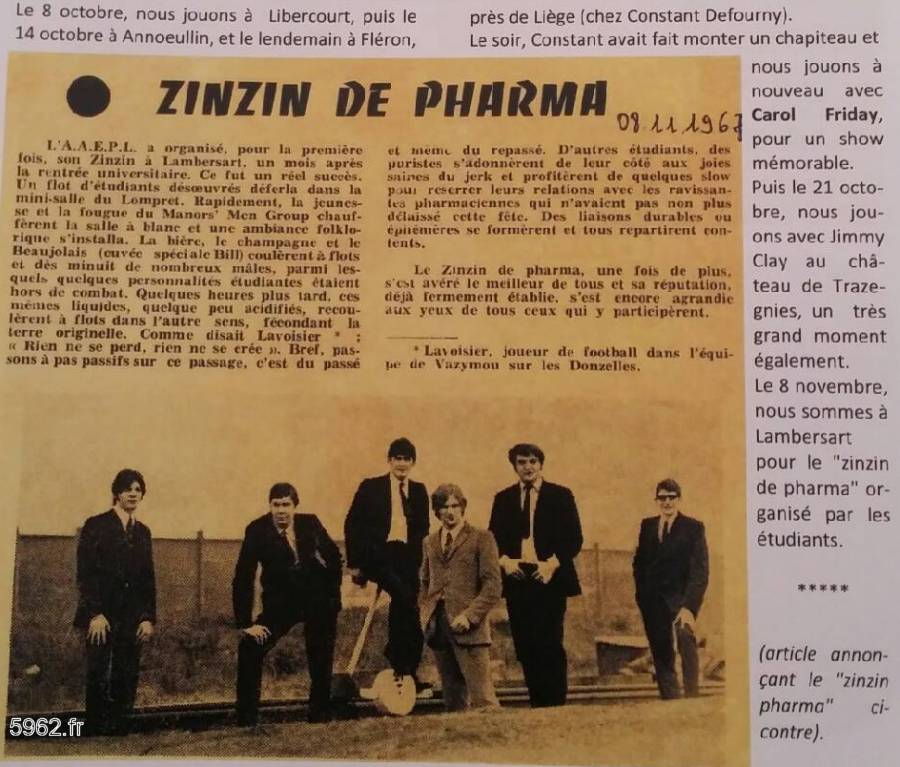 Le 8 octobre, nous jouons à Libercourt, puis le
14 octobre à Annoeullin, et le lendemain à Fléron,
près de Liège (chez Constant Defourny).
Le soir, Constant avait fait monter un chapiteau et
nous jouons à
nouveau avec
Carol Friday,
pour un show
mémorable.
Puis le 21 octo-
bre, nous jou-
ons avec Jimmy
Clay au châ-
teau de Traze-
gnies, un très
grand moment
également.
Le 8 novembre,
nous sommes à
Lambersart
pour le "zinzin
de pharma" or-
ganisé par les
étudiants.
*****
(article annon-
çant le "zinzin
pharma" ci-
contre).
ZINZIN DE PHARMA
08.11.1967
L'A.A.E.P.L. a organisé, pour la première
fois, son Zinzin à Lambersart, un mois après
la rentrée universitaire. Ce fut un réel succès.
Un flot d'étudiants désœuvrés déferla dans la
mini-salle du Lompret. Rapidement, la jeunes-
se et la fougue du Manors' Men Group chauf-
fèrent la salle à blanc et une ambiance folklo-
rique s'installa. La bière, le champagne et le
Beaujolais (cuvée spéciale Bill) coulèrent à flots
et dès minuit de nombreux mâles, parmi les-
quels quelques personnalités étudiantes étaient
hors de combat. Quelques heures plus tard, ces
mêmes liquides, quelque peu acidifiés, recou-
lèrent à flots dans l'autre sens, fécondant la
terre originelle. Comme disait Lavoisier * :
« Rien ne se perd, rien ne se crée ». Bref, pas-
sons à pas passifs sur ce passage, c'est du passé
et même du repassé. D'autres étudiants, des
puristes s'adonnèrent de leur côté aux joies
saines du jerk et profitèrent de quelques slow
pour reserrer leurs relations avec les ravissan-
tes pharmaciennes qui n'avaient pas non plus
délaissé cette fête. Des liaisons durables ou
éphémères se formèrent et tous repartirent con-
tents.
Le Zinzin de pharma, une fois de plus,
s'est avéré le meilleur de tous et sa réputation,
déjà fermement établie, s'est encore agrandie
aux yeux de tous ceux qui y participèrent.
* Lavoisier, joueur de football dans l'équi-
pe de Vazymou sur les Donzelles.
5962.fr